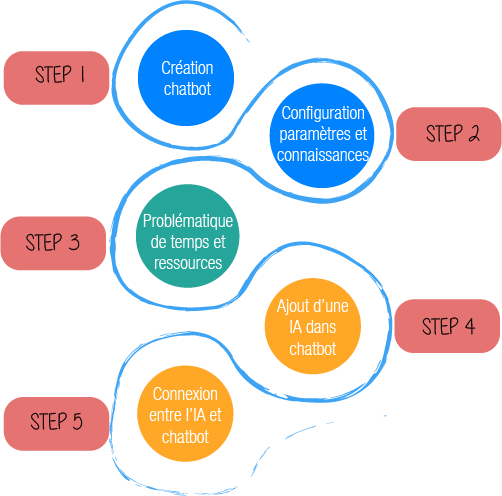 STEP 1
Création
chatbot
STEP 2
Configuration
paramètres et
connaissances
STEP 3
Problématique
de temps et
ressources
STEP 4
Ajout d'une
IA dans
chatbot
STEP 5
Connexion
entre l'IA et
chatbot